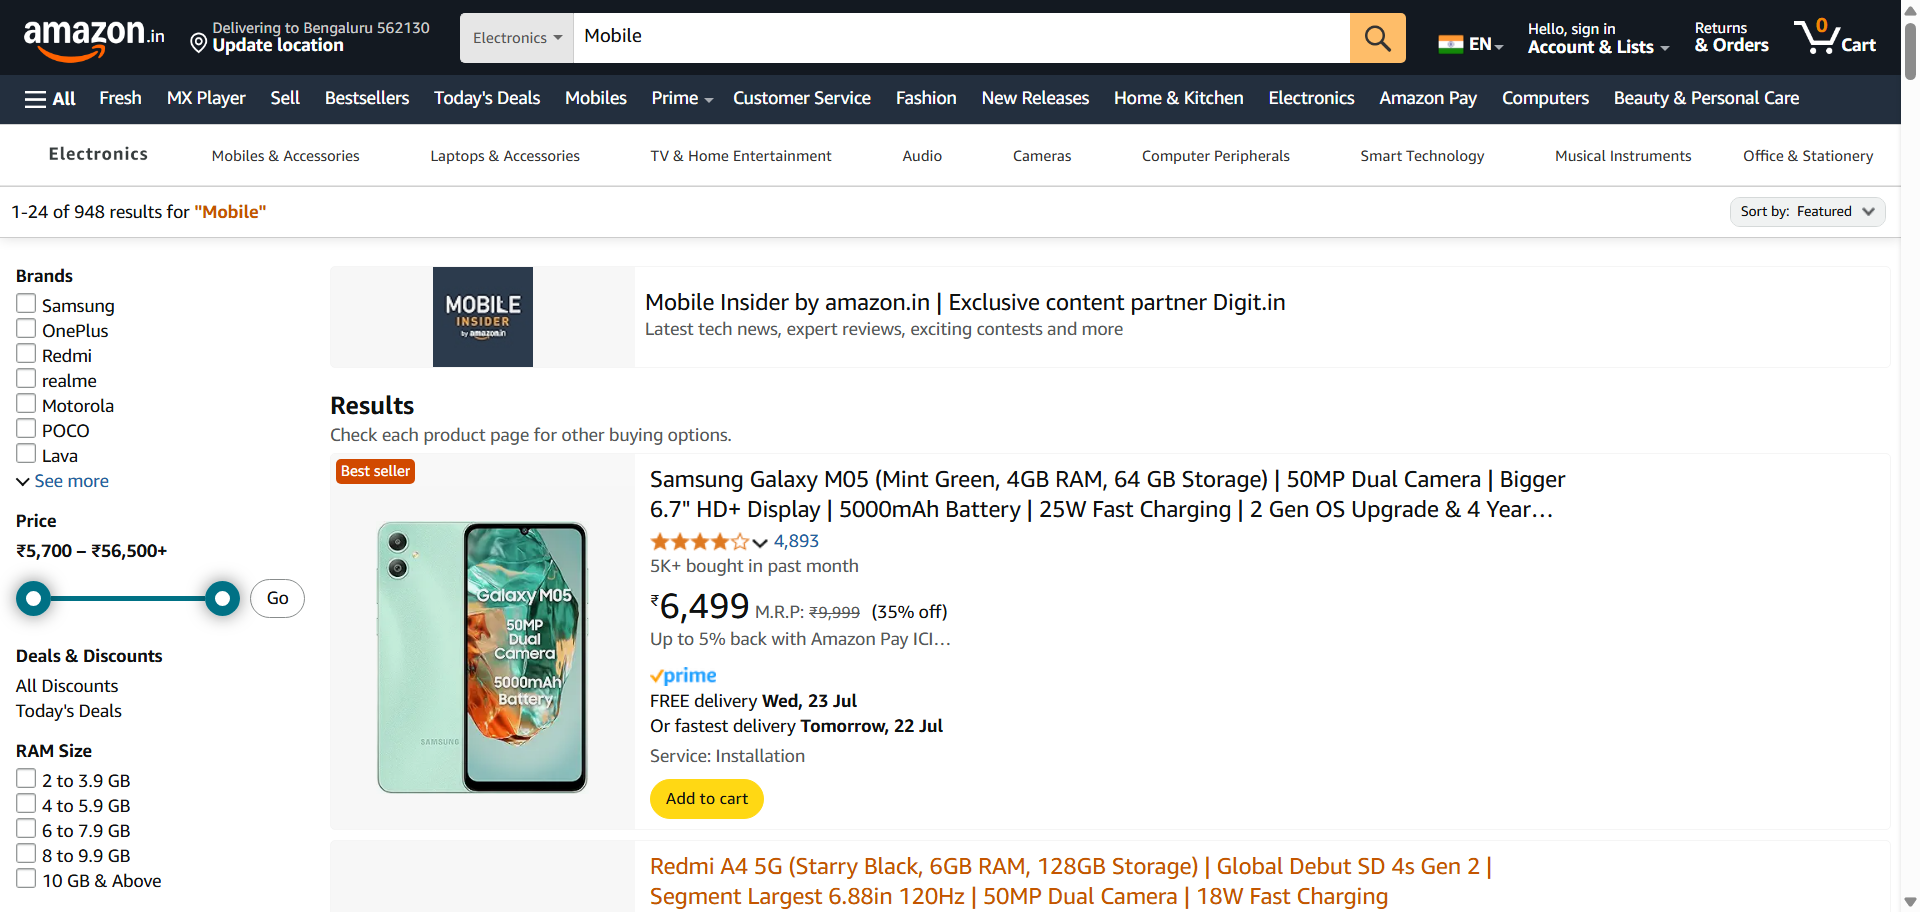 amazon.in
Delivering to Bengaluru 562130
Update location
Electronics
Mobile
EN
Hello, sign in
Account & Lists
Returns
& Orders
0
Cart
All
Fresh
MX Player
Sell
Bestsellers
Today's Deals
Mobiles
Prime
Customer Service
Fashion
New Releases
Home & Kitchen
Electronics
Amazon Pay
Computers
Beauty & Personal Care
Electronics
Mobiles & Accessories
Laptops & Accessories
TV & Home Entertainment
Audio
Cameras
Computer Peripherals
Smart Technology
Musical Instruments
Office & Stationery
1-24 of 948 results for "Mobile"
Sort by: Featured
Brands
Samsung
OnePlus
Redmi
realme
Motorola
POCO
Lava
See more
Price
₹5,700 – ₹56,500+
Go
Deals & Discounts
All Discounts
Today's Deals
RAM Size
2 to 3.9 GB
4 to 5.9 GB
6 to 7.9 GB
8 to 9.9 GB
10 GB & Above
MOBILE
INSIDER
by amazon.in
Mobile Insider by amazon.in | Exclusive content partner Digit.in
Latest tech news, expert reviews, exciting contests and more
Results
Check each product page for other buying options.
Best seller
Galaxy M05
50MP
Dual
Camera
5000mAh
Battery
SAMSUNG
Samsung Galaxy M05 (Mint Green, 4GB RAM, 64 GB Storage) | 50MP Dual Camera | Bigger
6.7" HD+ Display | 5000mAh Battery | 25W Fast Charging | 2 Gen OS Upgrade & 4 Year…
4,893
5K+ bought in past month
₹6,499 M.R.P: ₹9,999 (35% off)
Up to 5% back with Amazon Pay ICI…
prime
FREE delivery Wed, 23 Jul
Or fastest delivery Tomorrow, 22 Jul
Service: Installation
Add to cart
Redmi A4 5G (Starry Black, 6GB RAM, 128GB Storage) | Global Debut SD 4s Gen 2 |
Segment Largest 6.88in 120Hz | 50MP Dual Camera | 18W Fast Charging